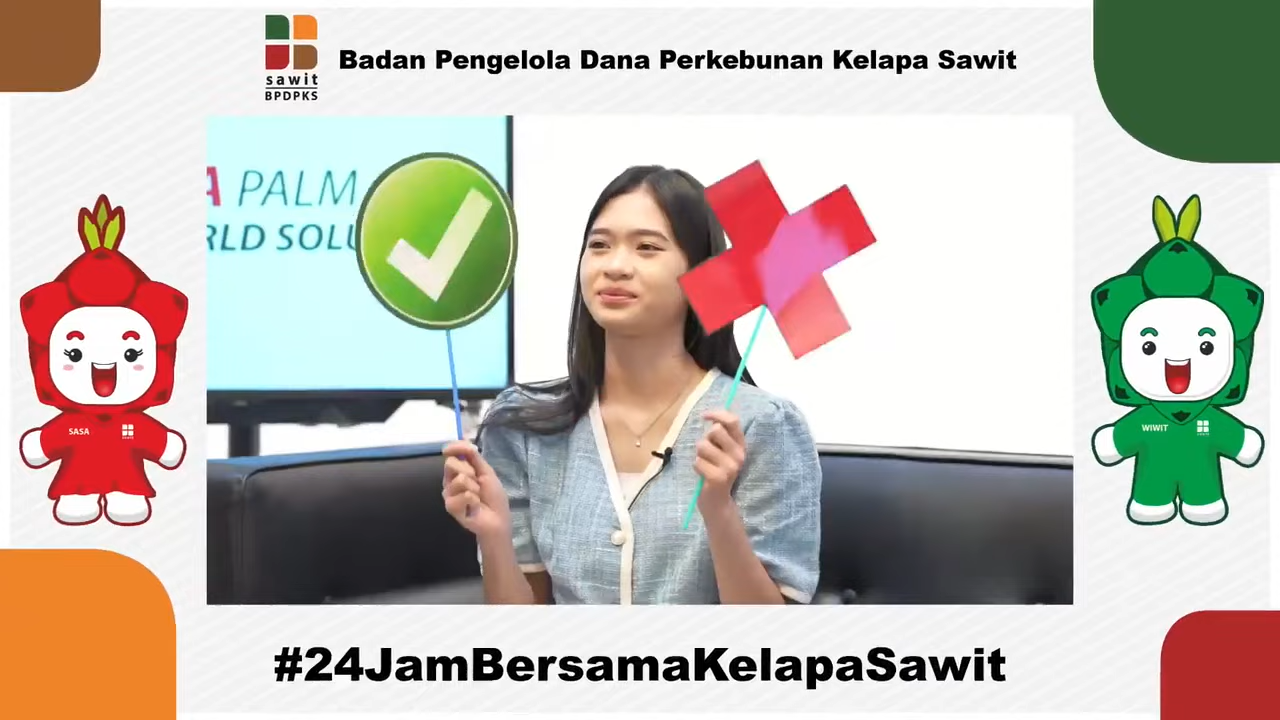 sawit
BPDPKS
Badan Pengelola Dana Perkebunan Kelapa Sawit
A PALM
RLD SOLU
SASA
WIWIT
#24JamBersamaKelapaSawit